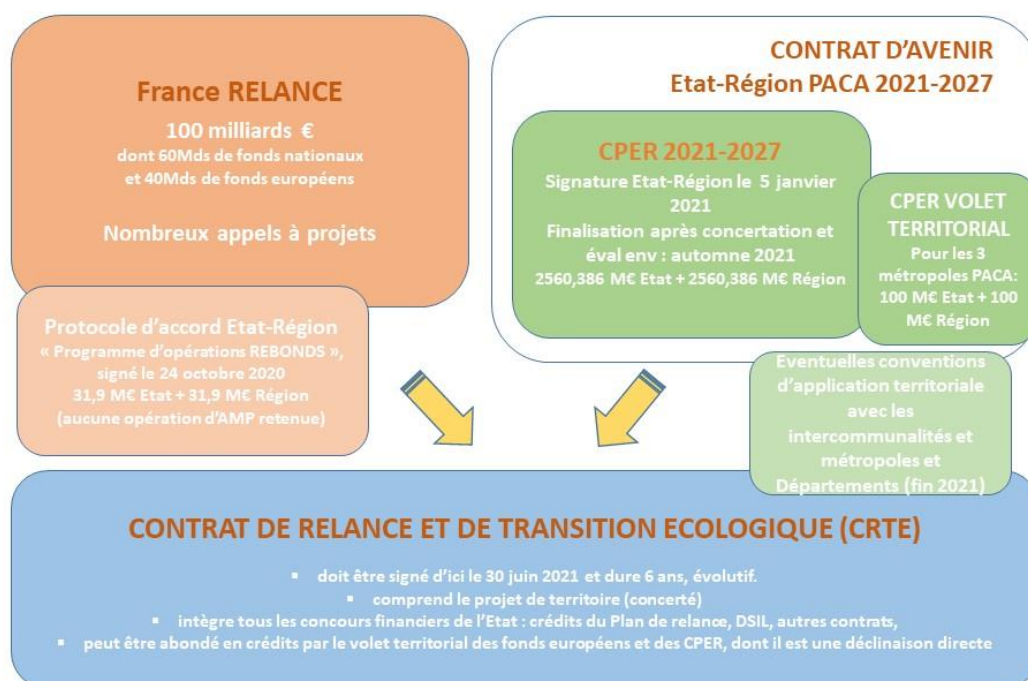 France RELANCE
100 milliards €
dont 60Mds de fonds nationaux
et 40Mds de fonds européens
Nombreux appels à projets
Protocole d'accord Etat-Région
« Programme d'opérations REBONDS »,
signé le 24 octobre 2020
31,9 M€ Etat + 31,9 M€ Région
(aucune opération d'AMP retenue)
CONTRAT D'AVENIR
Etat-Région PACA 2021-2027
CPER 2021-2027
Signature Etat-Région le 5 janvier
2021
Finalisation après concertation et
éval env : automne 2021
2560,386 M€ Etat + 2560,386 M€ Région
CPER VOLET
TERRITORIAL
Pour les 3
métropoles PACA:
100 M€ Etat + 100
M€ Région
Eventuelles conventions
d'application territoriale
avec les
intercommunalités et
métropoles et
Départements (fin 2021)
CONTRAT DE RELANCE ET DE TRANSITION ECOLOGIQUE (CRTE)
▪ doit être signé d'ici le 30 juin 2021 et dure 6 ans, évolutif.
▪ comprend le projet de territoire (concerté)
▪ intègre tous les concours financiers de l'Etat : crédits du Plan de relance, DSIL, autres contrats,
▪ peut être abondé en crédits par le volet territorial des fonds européens et des CPER, dont il est une déclinaison directe